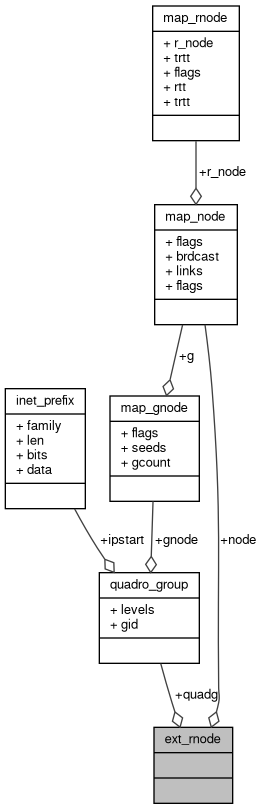 map_rnode
+ r_node
+ trtt
+ flags
+ rtt
+ trtt
+r_node
map_node
+ flags
+ brdcast
+ links
+ flags
+g
inet_prefix
+ family
+ len
+ bits
+ data
map_gnode
+ flags
+ seeds
+ gcount
+ipstart
+gnode
+node
quadro_group
+ levels
+ gid
+quadg
ext_rnode